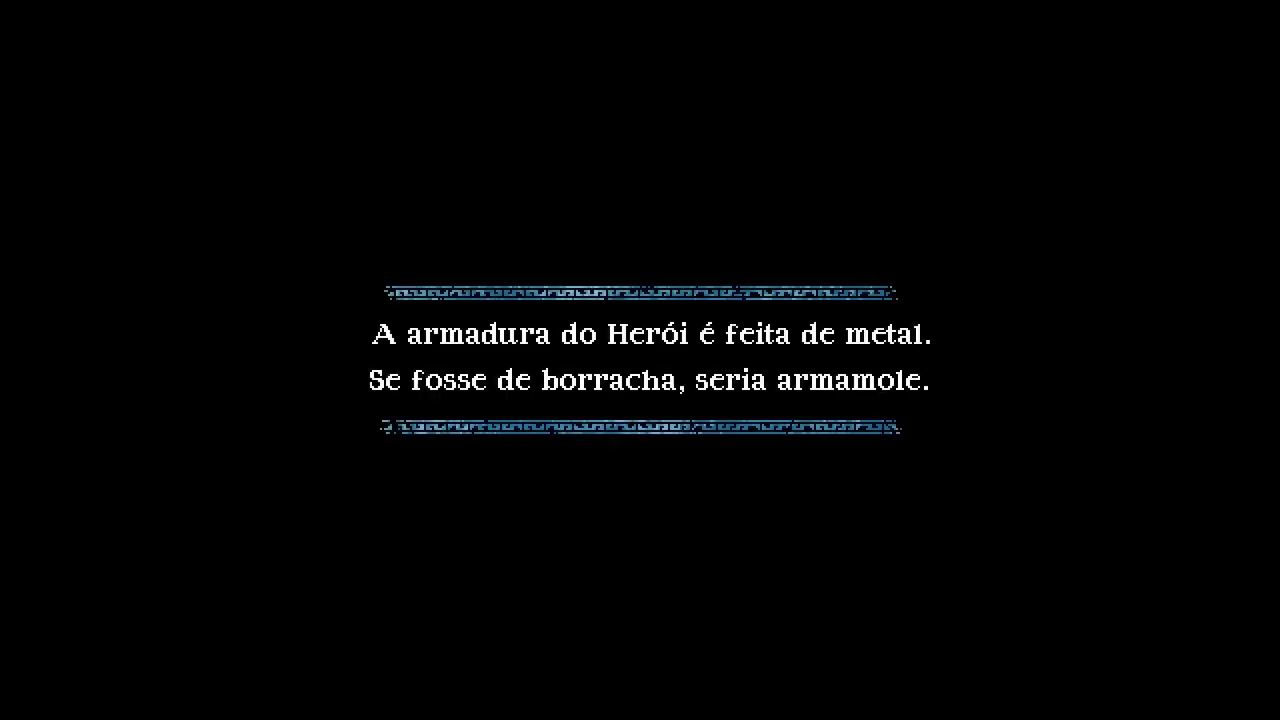 A armadura do Herói é feita de metal.
Se fosse de borracha, seria armamole.